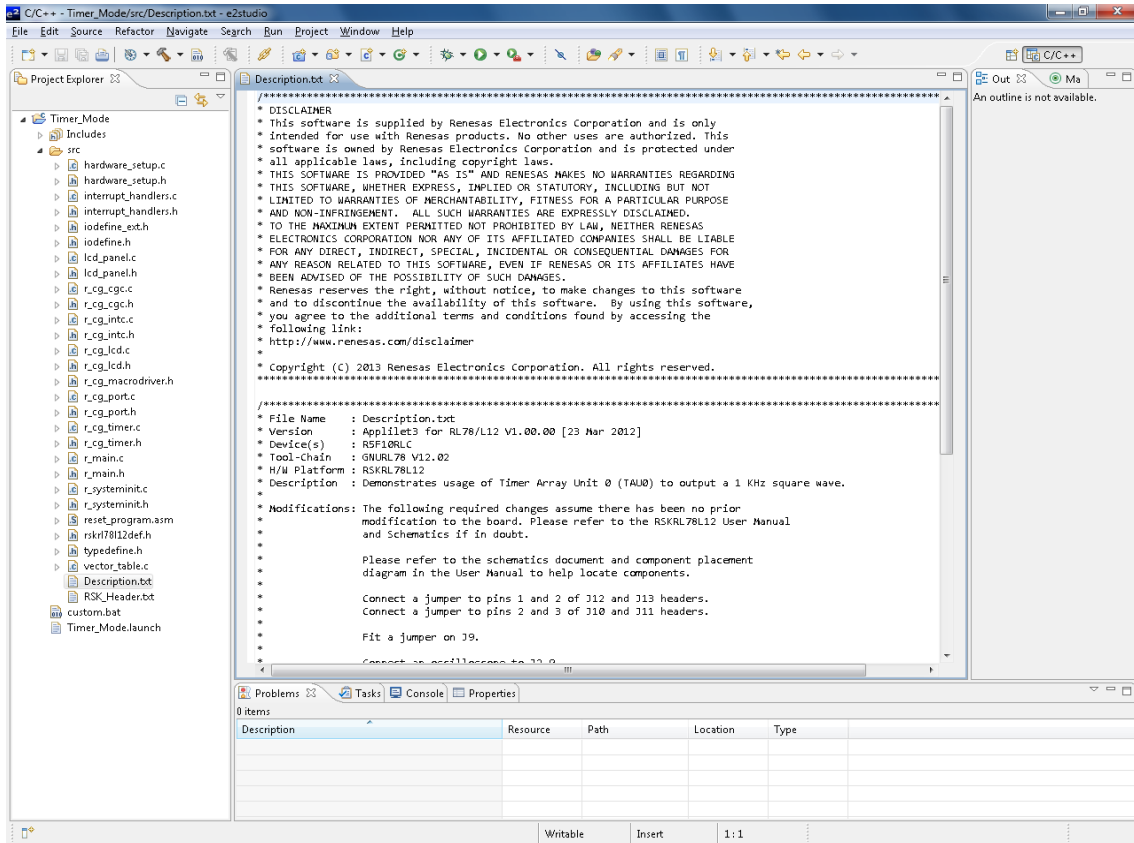 C/C++ - Timer_Mode/src/Description.txt - e2studio
File Edit Source Refactor Navigate Search Run Project Window Help
C/C++
Project Explorer
Timer_Mode
Includes
src
hardware_setup.c
hardware_setup.h
interrupt_handlers.c
interrupt_handlers.h
iodefine_ext.h
iodefine.h
lcd_panel.c
lcd_panel.h
r_cg_cgc.c
r_cg_cgc.h
r_cg_intc.c
r_cg_intc.h
r_cg_lcd.c
r_cg_lcd.h
r_cg_macrodriver.h
r_cg_port.c
r_cg_port.h
r_cg_timer.c
r_cg_timer.h
r_main.c
r_main.h
r_systeminit.c
r_systeminit.h
reset_program.asm
rskrl78l12def.h
typedefine.h
vector_table.c
Description.txt
RSK_Header.txt
custom.bat
Timer_Mode.launch
Description.txt
/***********************************************************************************************************
* DISCLAIMER
* This software is supplied by Renesas Electronics Corporation and is only
* intended for use with Renesas products. No other uses are authorized. This
* software is owned by Renesas Electronics Corporation and is protected under
* all applicable laws, including copyright laws.
* THIS SOFTWARE IS PROVIDED "AS IS" AND RENESAS MAKES NO WARRANTIES REGARDING
* THIS SOFTWARE, WHETHER EXPRESS, IMPLIED OR STATUTORY, INCLUDING BUT NOT
* LIMITED TO WARRANTIES OF MERCHANTABILITY, FITNESS FOR A PARTICULAR PURPOSE
* AND NON-INFRINGEMENT.  ALL SUCH WARRANTIES ARE EXPRESSLY DISCLAIMED.
* TO THE MAXIMUM EXTENT PERMITTED NOT PROHIBITED BY LAW, NEITHER RENESAS
* ELECTRONICS CORPORATION NOR ANY OF ITS AFFILIATED COMPANIES SHALL BE LIABLE
* FOR ANY DIRECT, INDIRECT, SPECIAL, INCIDENTAL OR CONSEQUENTIAL DAMAGES FOR
* ANY REASON RELATED TO THIS SOFTWARE, EVEN IF RENESAS OR ITS AFFILIATES HAVE
* BEEN ADVISED OF THE POSSIBILITY OF SUCH DAMAGES.
* Renesas reserves the right, without notice, to make changes to this software
* and to discontinue the availability of this software.  By using this software,
* you agree to the additional terms and conditions found by accessing the
* following link:
* http://www.renesas.com/disclaimer
*
* Copyright (C) 2013 Renesas Electronics Corporation. All rights reserved.
***********************************************************************************************************
/***********************************************************************************************************
* File Name    : Description.txt
* Version      : Applilet3 for RL78/L12 V1.00.00 [23 Mar 2012]
* Device(s)    : R5F10RLC
* Tool-Chain   : GNURL78 V12.02
* H/W Platform : RSKRL78L12
* Description  : Demonstrates usage of Timer Array Unit 0 (TAU0) to output a 1 KHz square wave.
*
* Modifications: The following required changes assume there has been no prior
*                modification to the board. Please refer to the RSKRL78L12 User Manual
*                and Schematics if in doubt.
*
*                Please refer to the schematics document and component placement
*                diagram in the User Manual to help locate components.
*
*                Connect a jumper to pins 1 and 2 of J12 and J13 headers.
*                Connect a jumper to pins 2 and 3 of J10 and J11 headers.
*
*                Fit a jumper on J9.
*
*                Connect an oscilloscope to J2.9
Out
Ma
An outline is not available.
Problems Tasks Console Properties
0 items
Description Resource Path Location Type
Writable Insert 1:1